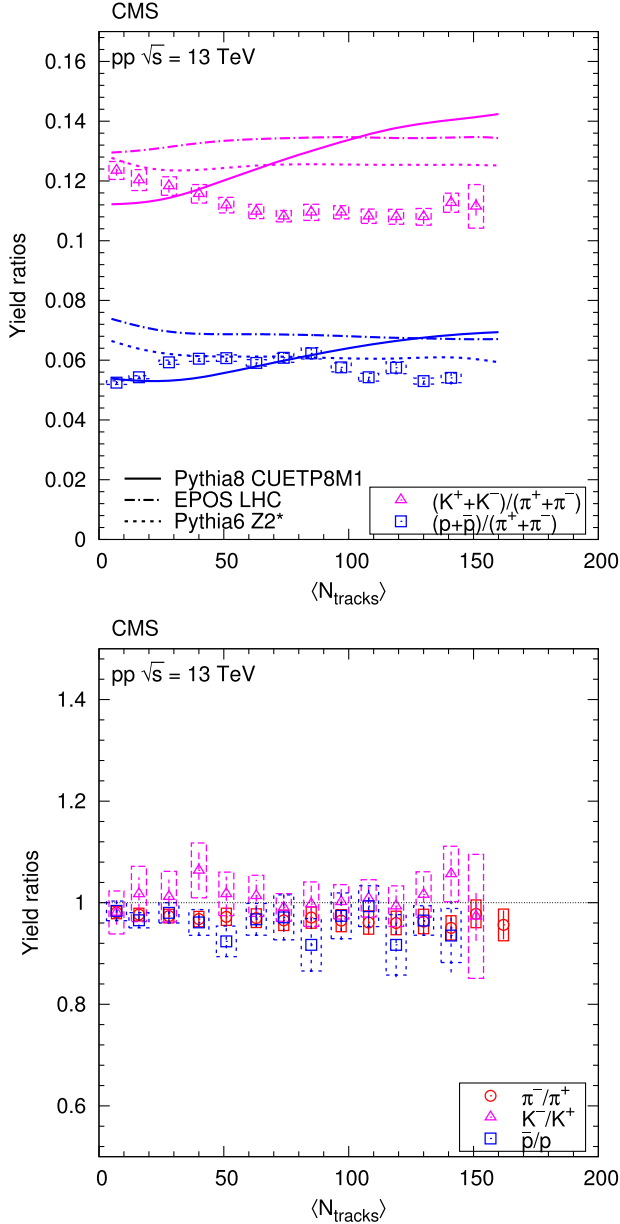 CMS
pp √s = 13 TeV
0.16
0.14
0.12
0.1
0.08
0.06
0.04
0.02
0
Yield ratios
Pythia8 CUETP8M1
EPOS LHC
Pythia6 Z2*
(K⁺+K⁻)/(π⁺+π⁻)
(p+p̅)/(π⁺+π⁻)
0 50 100 150 200
⟨Ntracks⟩
CMS
pp √s = 13 TeV
1.4
1.2
1
0.8
0.6
Yield ratios
π⁻/π⁺
K⁻/K⁺
p̅/p
0 50 100 150 200
⟨Ntracks⟩